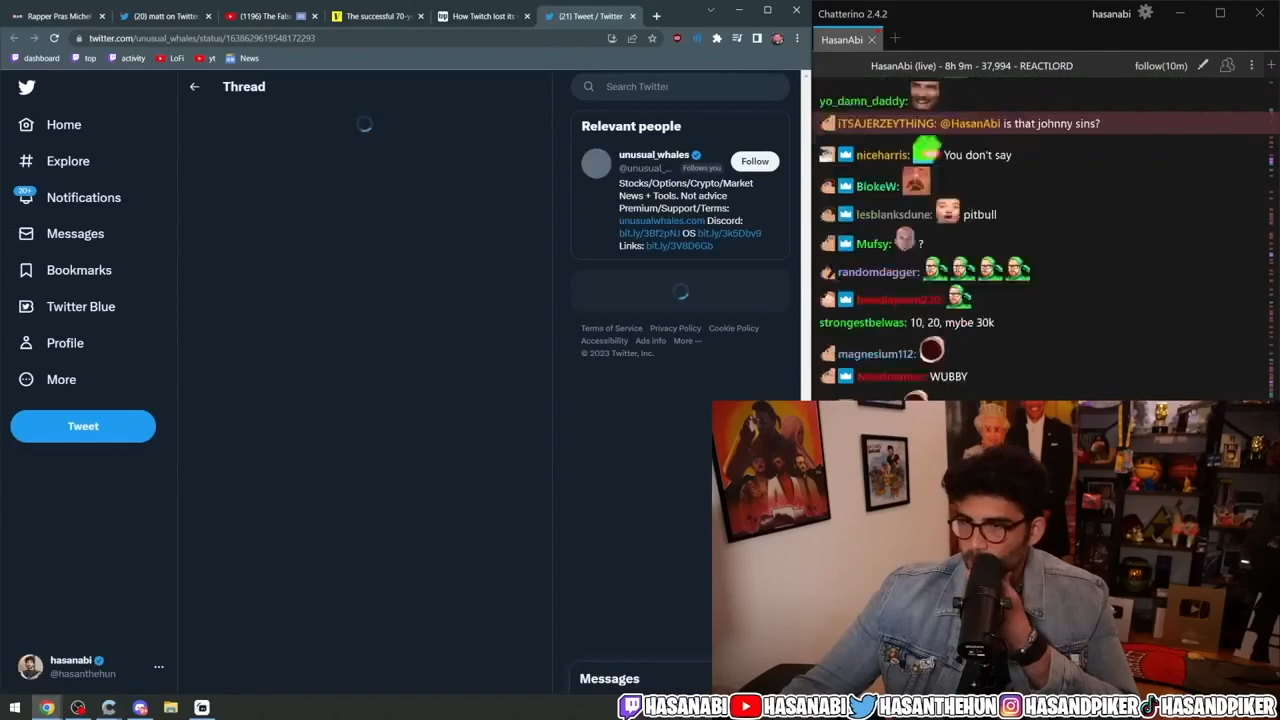 Rapper Pras Michel
(20) matt on Twitter
(1196) The Fals
The successful 70-y
How Twitch lost its
(21) Tweet / Twitter
twitter.com/unusual_whales/status/1638629619548172293
dashboard
top
activity
LoFi
yt
News
Thread
Search Twitter
Home
Explore
20+
Notifications
Messages
Bookmarks
Twitter Blue
Profile
More
Tweet
hasanabi
@hasanthehun
Relevant people
unusual_whales
@unusual_... Follows you
Follow
Stocks/Options/Crypto/Market
News + Tools. Not advice
Premium/Support/Terms:
unusualwhales.com Discord:
bit.ly/3Bf2pNJ OS bit.ly/3k5Dbv9
Links: bit.ly/3V8D6Gb
Terms of Service Privacy Policy Cookie Policy
Accessibility Ads info More ...
© 2023 Twitter, Inc.
Messages
Chatterino 2.4.2
hasanabi
HasanAbi
HasanAbi (live) - 8h 9m - 37,994 - REACTLORD
follow(10m)
yo_damn_daddy:
iTSAJERZEYTHiNG: @HasanAbi is that johnny sins?
niceharris: You don't say
BlokeW:
lesblanksdune: pitbull
Mufsy: ?
randomdagger:
strongestbelwas: 10, 20, mybe 30k
magnesium112:
WUBBY
HASANABI HASANABI HASANTHEHUN HASANDPIKER HASANDPIKER